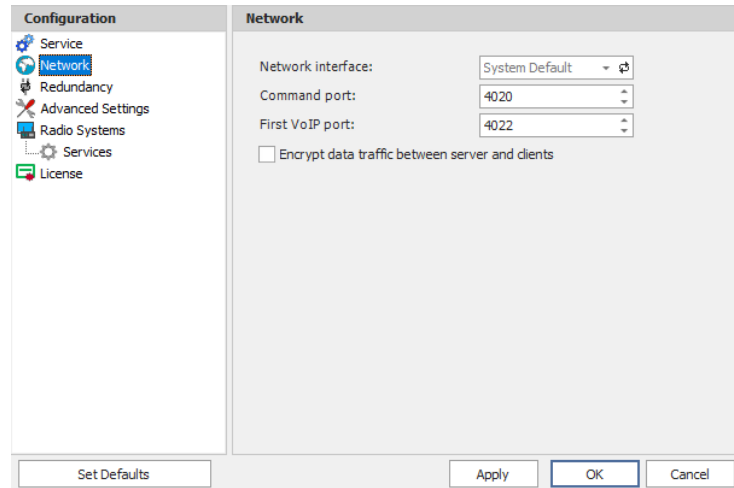 Configuration
Service
Network
Redundancy
Advanced Settings
Radio Systems
Services
License
Network
Network interface: System Default
Command port: 4020
First VoIP port: 4022
Encrypt data traffic between server and clients
Set Defaults Apply OK Cancel